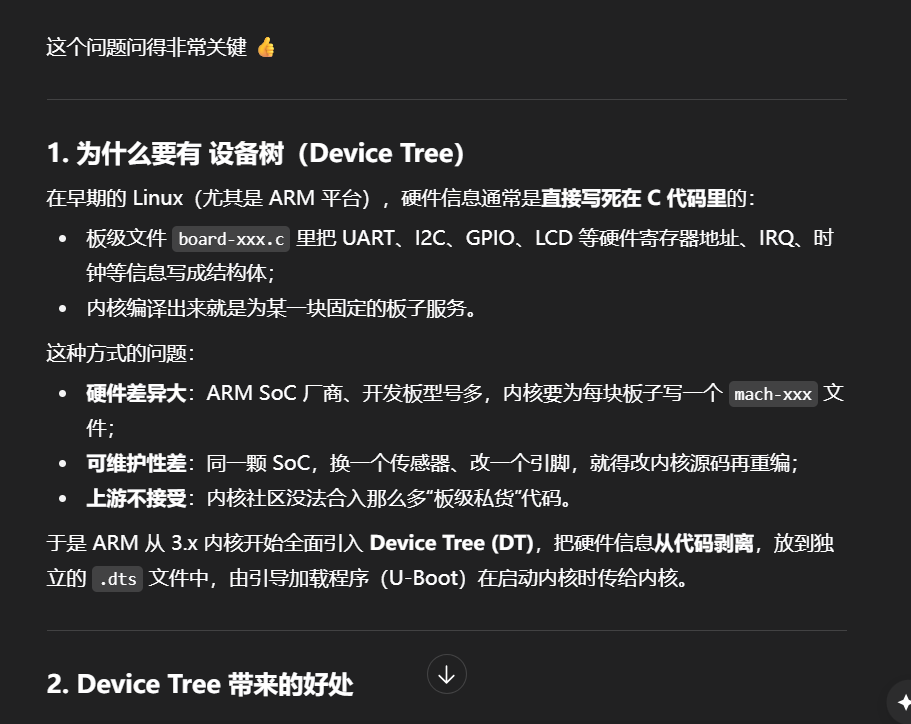 这个问题问得非常关键 👍
1. 为什么要有 设备树（Device Tree）
在早期的 Linux（尤其是 ARM 平台），硬件信息通常是直接写死在 C 代码里的：
• 板级文件 board-xxx.c 里把 UART、I2C、GPIO、LCD 等硬件寄存器地址、IRQ、时
钟等信息写成结构体；
• 内核编译出来就是为某一块固定的板子服务。
这种方式的问题：
• 硬件差异大：ARM SoC 厂商、开发板型号多，内核要为每块板子写一个 mach-xxx 文
件；
• 可维护性差：同一颗 SoC，换一个传感器、改一个引脚，就得改内核源码再重编；
• 上游不接受：内核社区没法合入那么多“板级私货”代码。
于是 ARM 从 3.x 内核开始全面引入 Device Tree (DT)，把硬件信息从代码剥离，放到独
立的 .dts 文件中，由引导加载程序（U-Boot）在启动内核时传给内核。
2. Device Tree 带来的好处